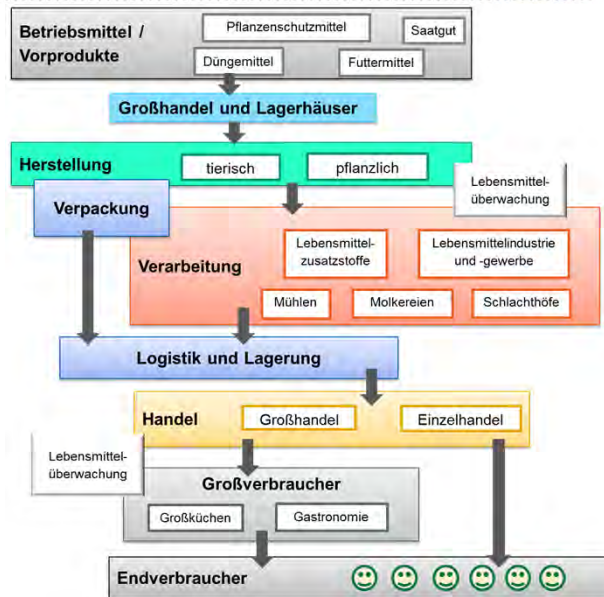 Betriebsmittel /
Vorprodukte
Pflanzenschutzmittel
Saatgut
Düngemittel
Futtermittel
Großhandel und Lagerhäuser
Herstellung
tierisch
pflanzlich
Lebensmittel-
überwachung
Verpackung
Verarbeitung
Lebensmittel-
zusatzstoffe
Lebensmittelindustrie
und -gewerbe
Mühlen
Molkereien
Schlachthöfe
Logistik und Lagerung
Handel
Großhandel
Einzelhandel
Lebensmittel-
überwachung
Großverbraucher
Großküchen
Gastronomie
Endverbraucher